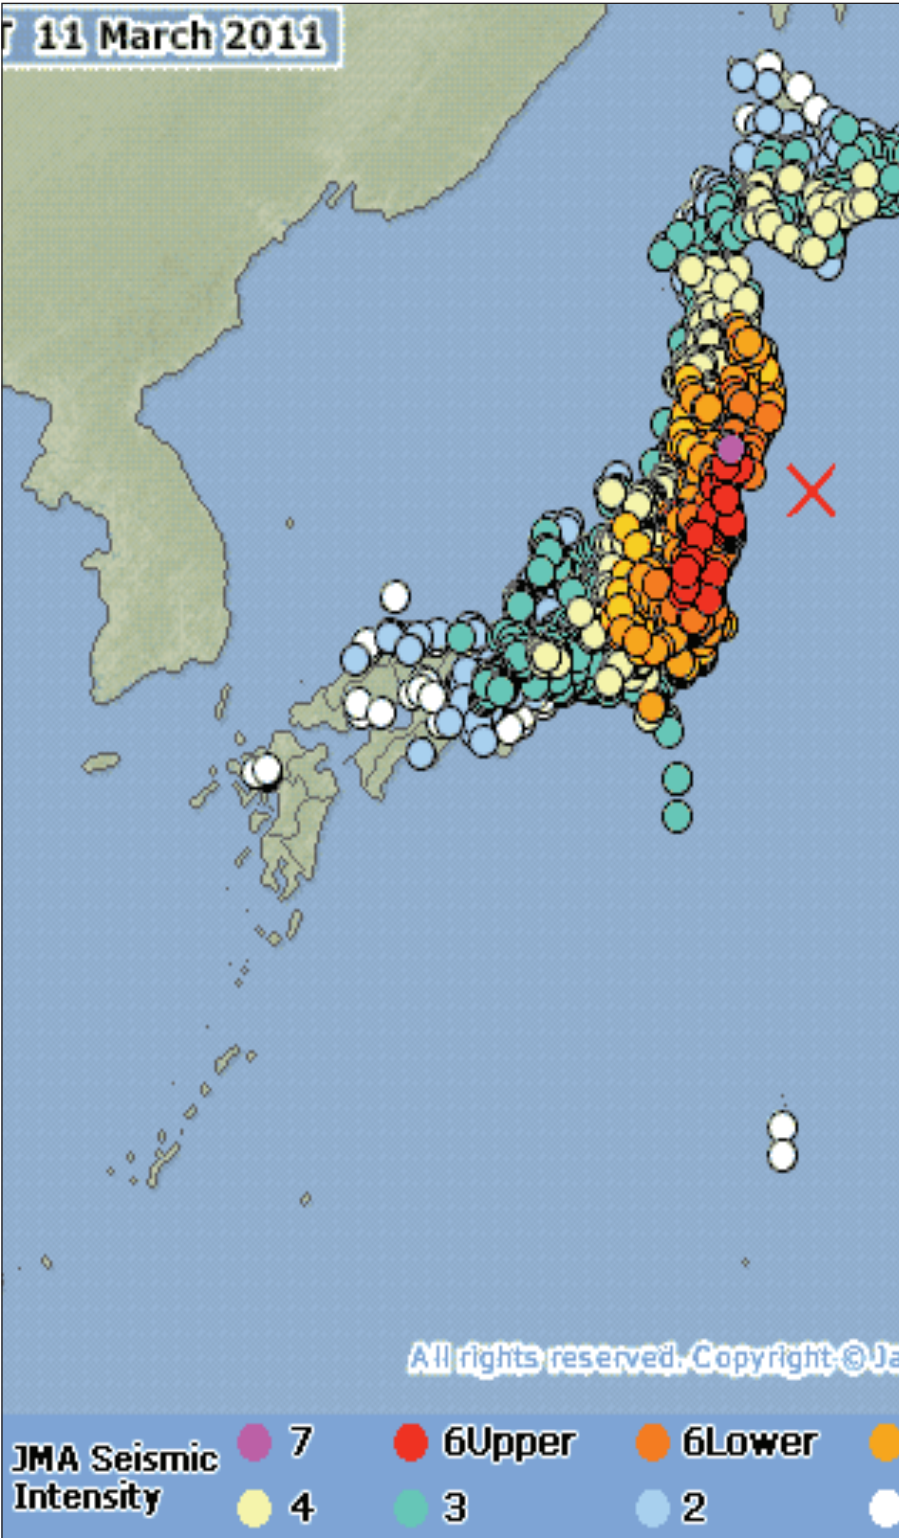 T 11 March 2011
All rights reserved. Copyright © Ja
JMA Seismic
Intensity
7
6Upper
6Lower
4
3
2